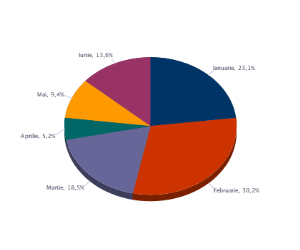 Iunie, 13,6%
Ianuarie, 23,1%
Mai, 9,4%
Aprilie, 5,2%
Martie, 18,5%
Februarie, 30,2%